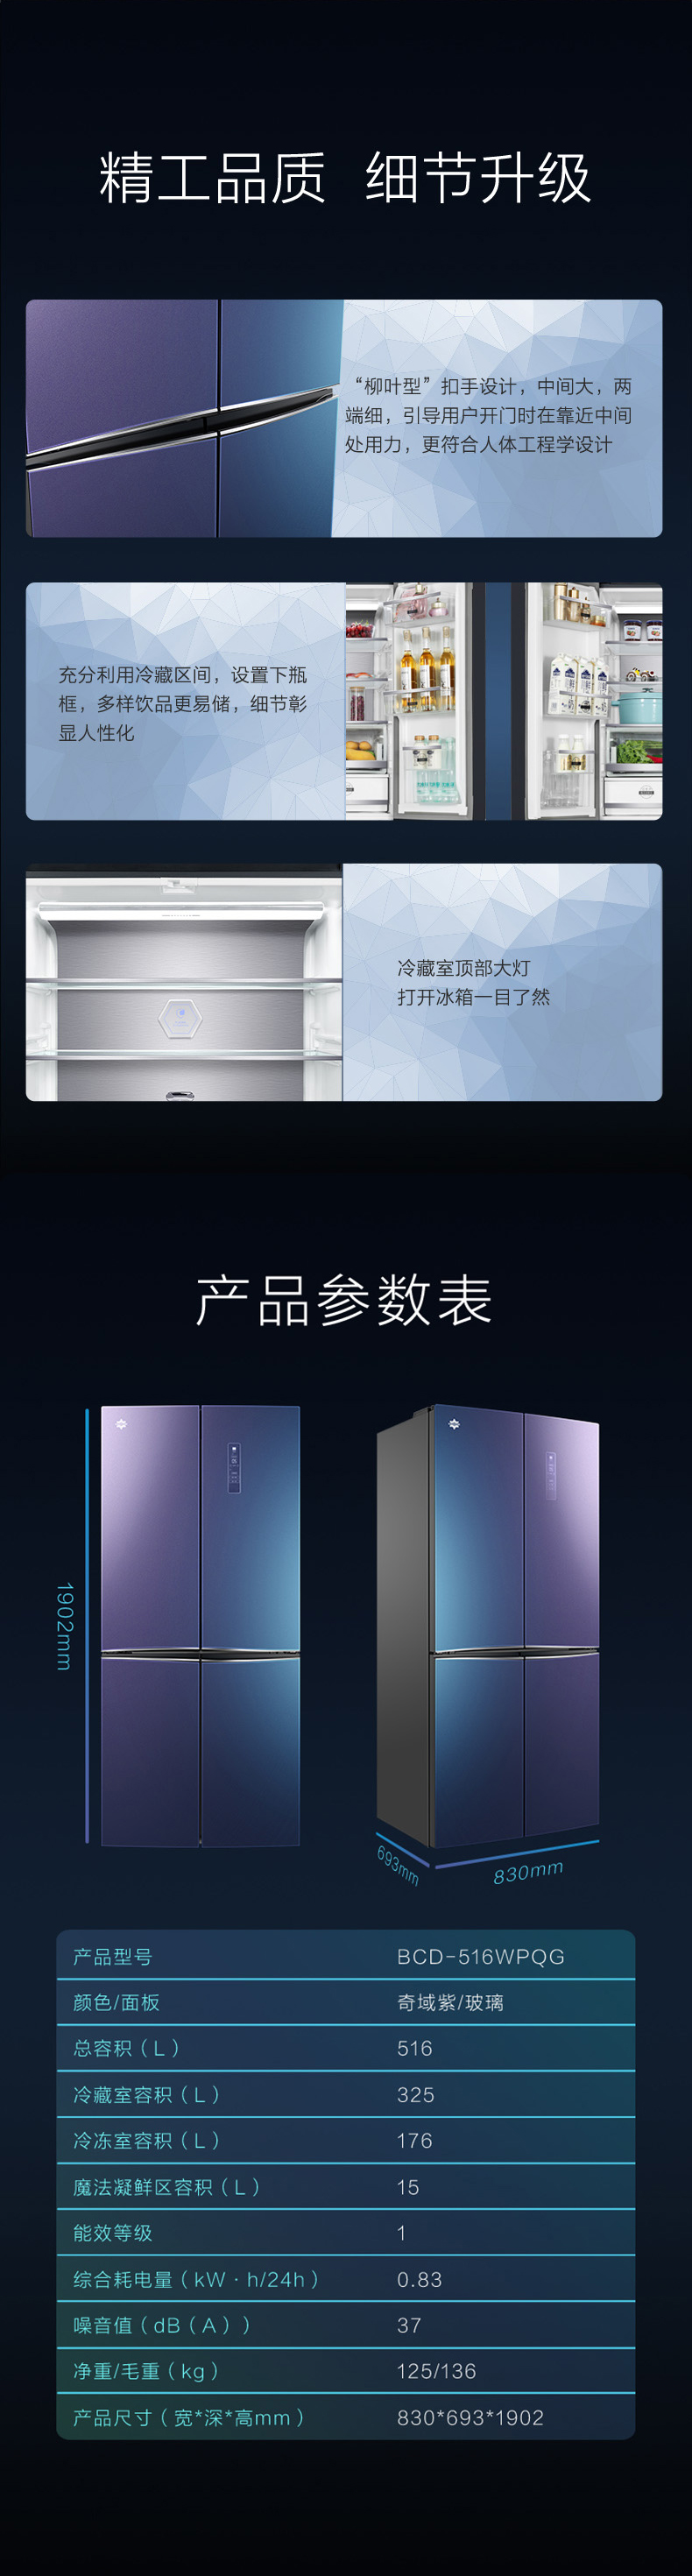 精工品质 细节升级
“柳叶型”扣手设计，中间大，两
端细，引导用户开门时在靠近中间
处用力，更符合人体工程学设计
充分利用冷藏区间，设置下瓶
框，多样饮品更易储，细节彰
显人性化
冷藏室顶部大灯
打开冰箱一目了然
产品参数表
1902mm
693mm
830mm
产品型号 BCD-516WPQG
颜色/面板 奇域紫/玻璃
总容积（L） 516
冷藏室容积（L） 325
冷冻室容积（L） 176
魔法凝鲜区容积（L） 15
能效等级 1
综合耗电量（kW·h/24h） 0.83
噪音值（dB（A）） 37
净重/毛重（kg） 125/136
产品尺寸（宽*深*高mm） 830*693*1902